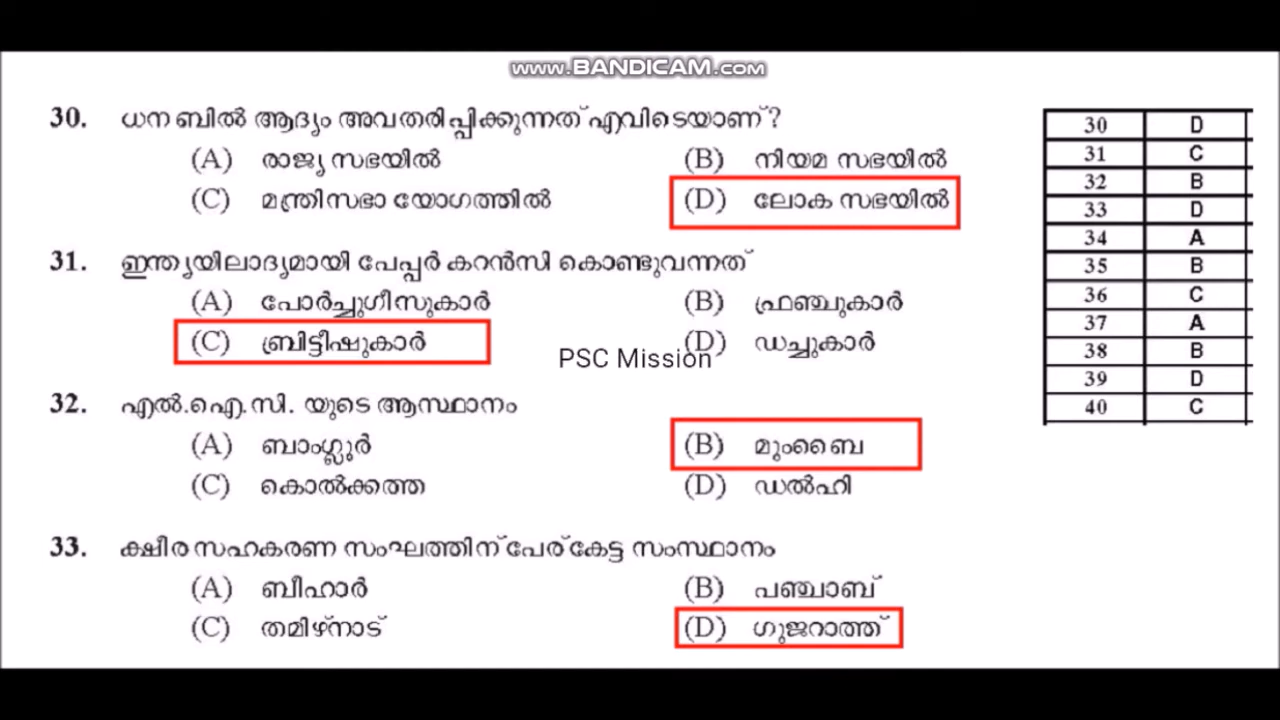 www.BANDICAM.com
30. ധന ബിൽ ആദ്യം അവതരിപ്പിക്കുന്നത് എവിടെയാണ് ?
(A) രാജ്യ സഭയിൽ (B) നിയമ സഭയിൽ
(C) മന്ത്രിസഭാ യോഗത്തിൽ (D) ലോക സഭയിൽ
31. ഇന്ത്യയിലാദ്യമായി പേപ്പർ കറൻസി കൊണ്ടുവന്നത്
(A) പോർച്ചുഗീസുകാർ (B) ഫ്രഞ്ചുകാർ
(C) ബ്രിട്ടീഷുകാർ (D) ഡച്ചുകാർ
PSC Mission
32. എൽ.ഐ.സി. യുടെ ആസ്ഥാനം
(A) ബാംഗ്ലൂർ (B) മുംബൈ
(C) കൊൽക്കത്ത (D) ഡൽഹി
33. ക്ഷീര സഹകരണ സംഘത്തിന് പേര് കേട്ട സംസ്ഥാനം
(A) ബീഹാർ (B) പഞ്ചാബ്
(C) തമിഴ്നാട് (D) ഗുജറാത്ത്
30 D
31 C
32 B
33 D
34 A
35 B
36 C
37 A
38 B
39 D
40 C